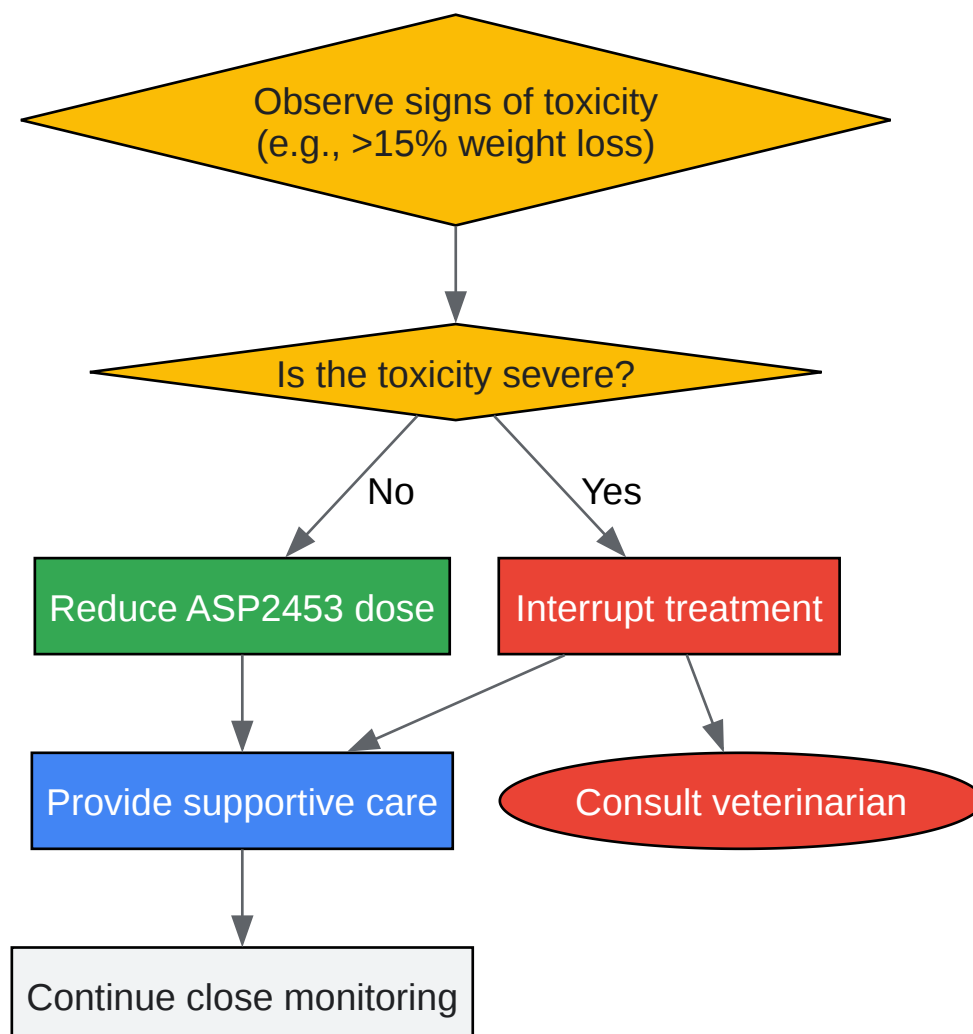 Observe signs of toxicity
(e.g., >15% weight loss)
Is the toxicity severe?
No
Yes
Reduce ASP2453 dose
Interrupt treatment
Provide supportive care
Consult veterinarian
Continue close monitoring